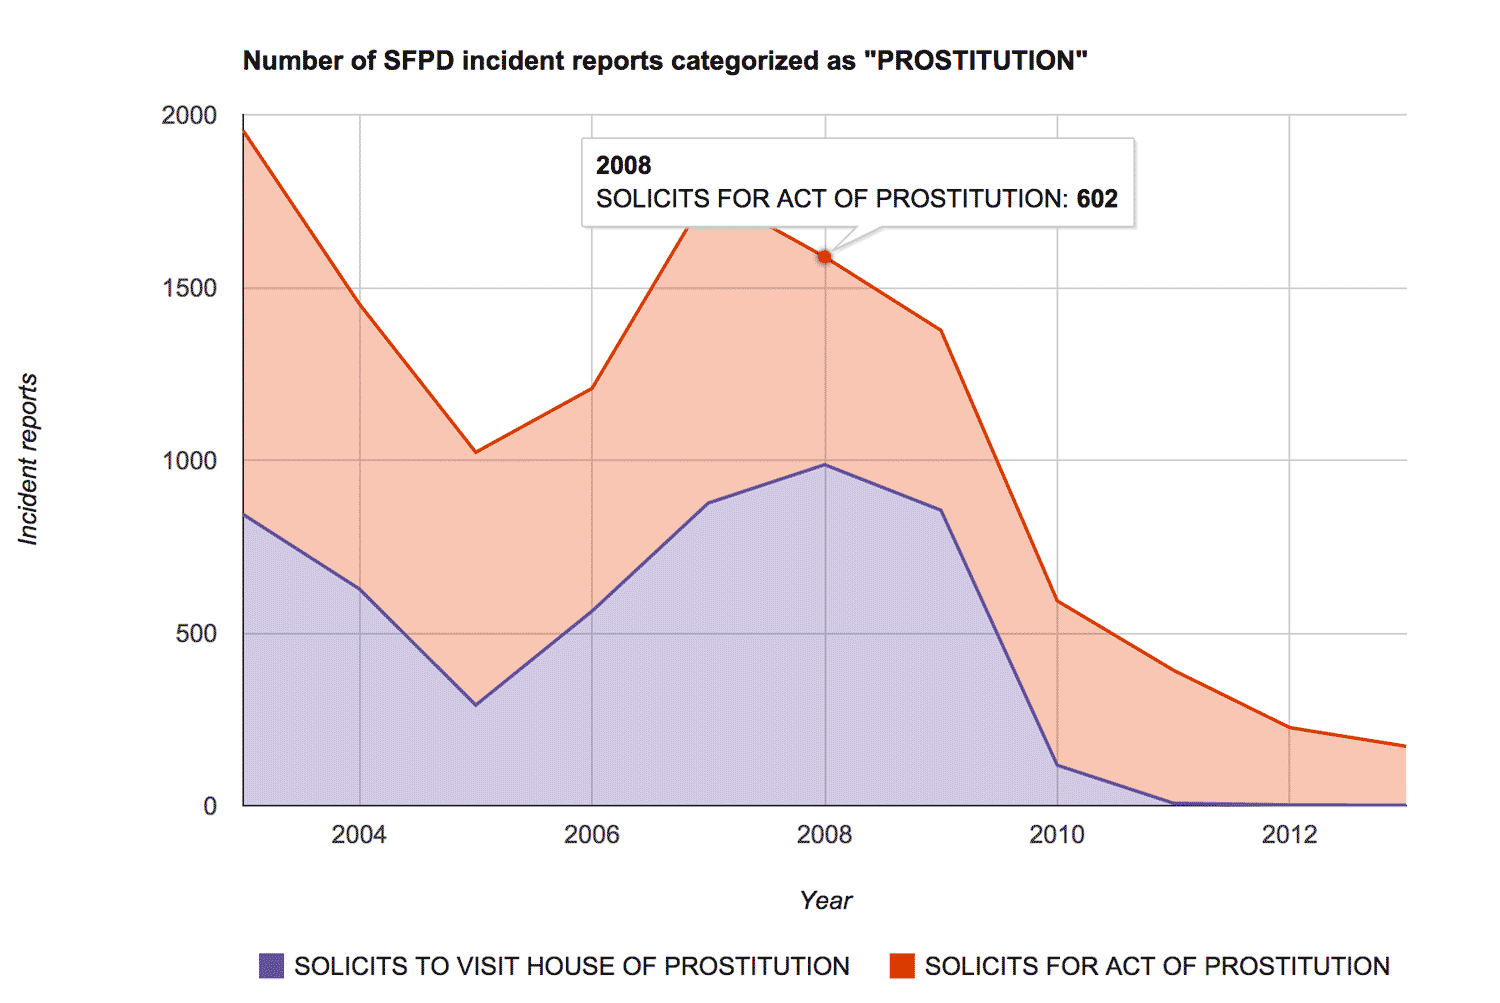 Number of SFPD incident reports categorized as "PROSTITUTION"
2000
1500
1000
500
0
Incident reports
2008
SOLICITS FOR ACT OF PROSTITUTION: 602
2004
2006
2008
2010
2012
Year
SOLICITS TO VISIT HOUSE OF PROSTITUTION
SOLICITS FOR ACT OF PROSTITUTION